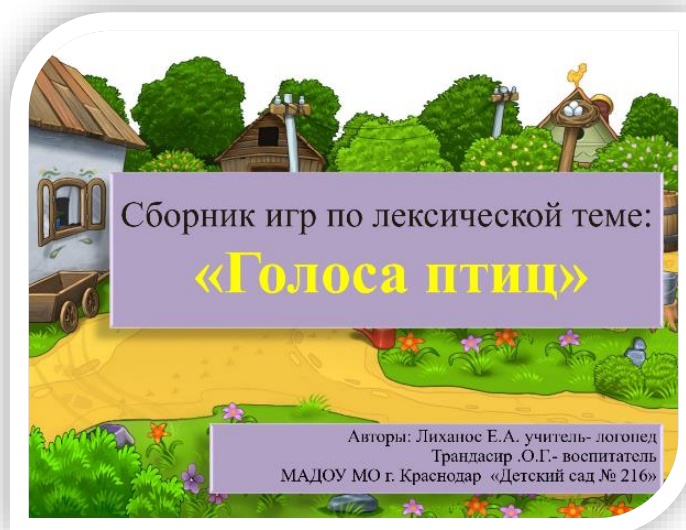 Сборник игр по лексической теме:
«Голоса птиц»
Авторы: Лиханос Е.А. учитель- логопед
Трандасир .О.Г.- воспитатель
МАДОУ МО г. Краснодар «Детский сад № 216»